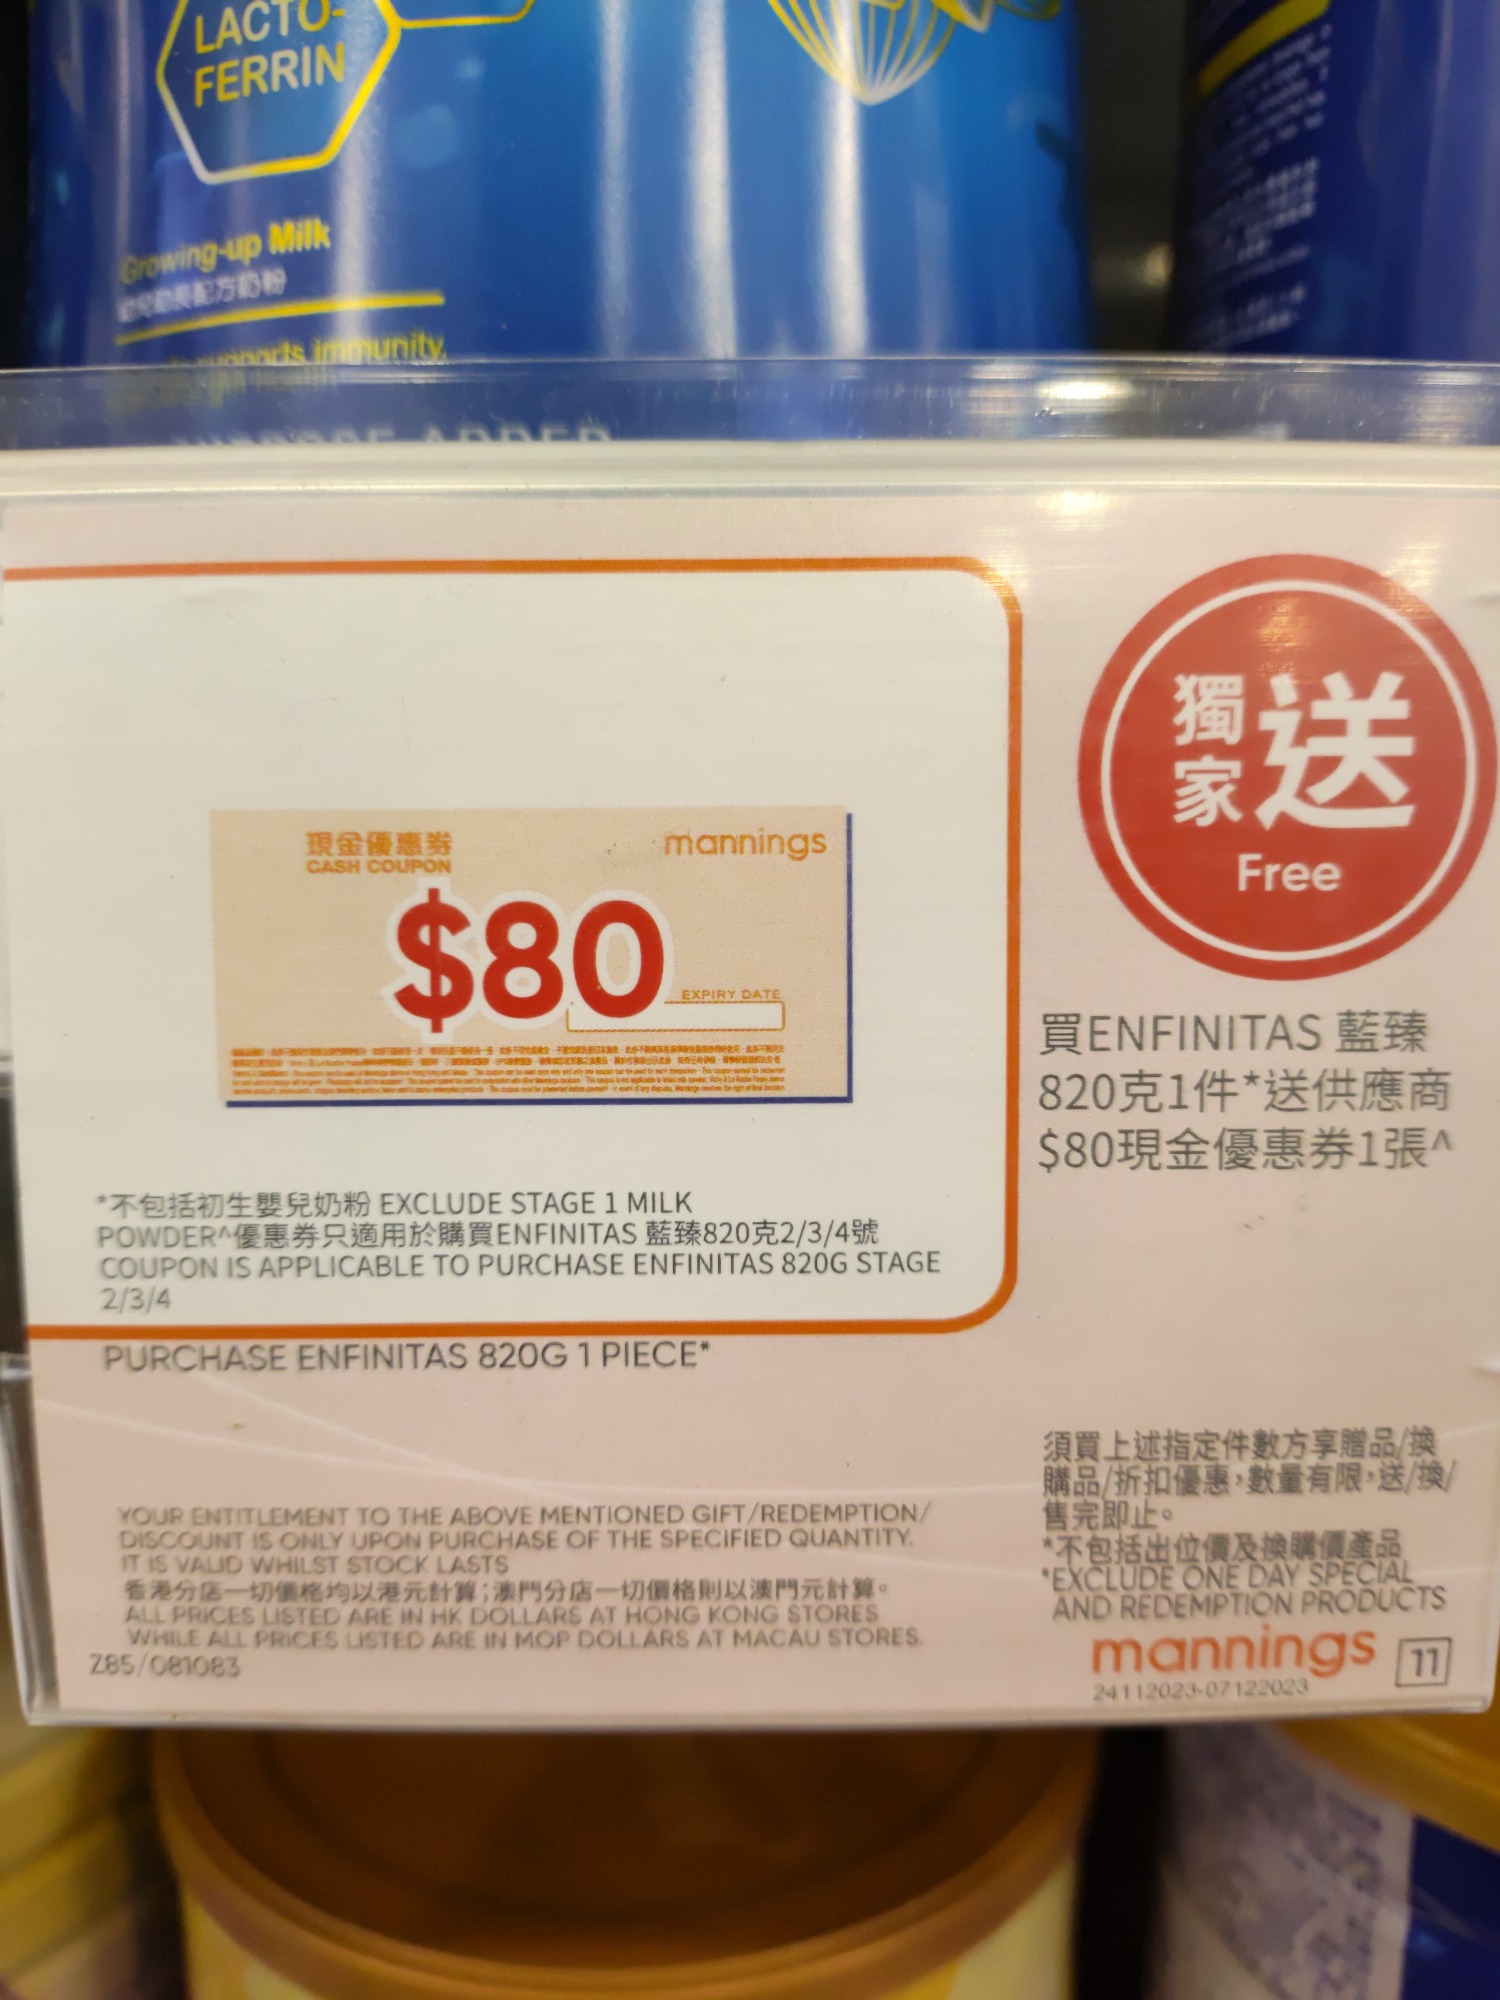 LACTO-
FERRIN
Growing-up Milk
幼兒助長配方奶粉
supports immunity
獨家送
Free
現金優惠券
CASH COUPON
mannings
$80
EXPIRY DATE
買ENFINITAS 藍臻
820克1件*送供應商
$80現金優惠券1張^
*不包括初生嬰兒奶粉 EXCLUDE STAGE 1 MILK
POWDER^優惠券只適用於購買ENFINITAS 藍臻820克2/3/4號
COUPON IS APPLICABLE TO PURCHASE ENFINITAS 820G STAGE
2/3/4
PURCHASE ENFINITAS 820G 1 PIECE*
YOUR ENTITLEMENT TO THE ABOVE MENTIONED GIFT/REDEMPTION/
DISCOUNT IS ONLY UPON PURCHASE OF THE SPECIFIED QUANTITY.
IT IS VALID WHILST STOCK LASTS
香港分店一切價格均以港元計算;澳門分店一切價格則以澳門元計算。
ALL PRICES LISTED ARE IN HK DOLLARS AT HONG KONG STORES
WHILE ALL PRICES LISTED ARE IN MOP DOLLARS AT MACAU STORES.
Z85/081083
須買上述指定件數方享贈品/換
購品/折扣優惠，數量有限，送/換/
售完即止。
*不包括出位價及換購價產品
*EXCLUDE ONE DAY SPECIAL
AND REDEMPTION PRODUCTS
mannings 11
24112023-07122023